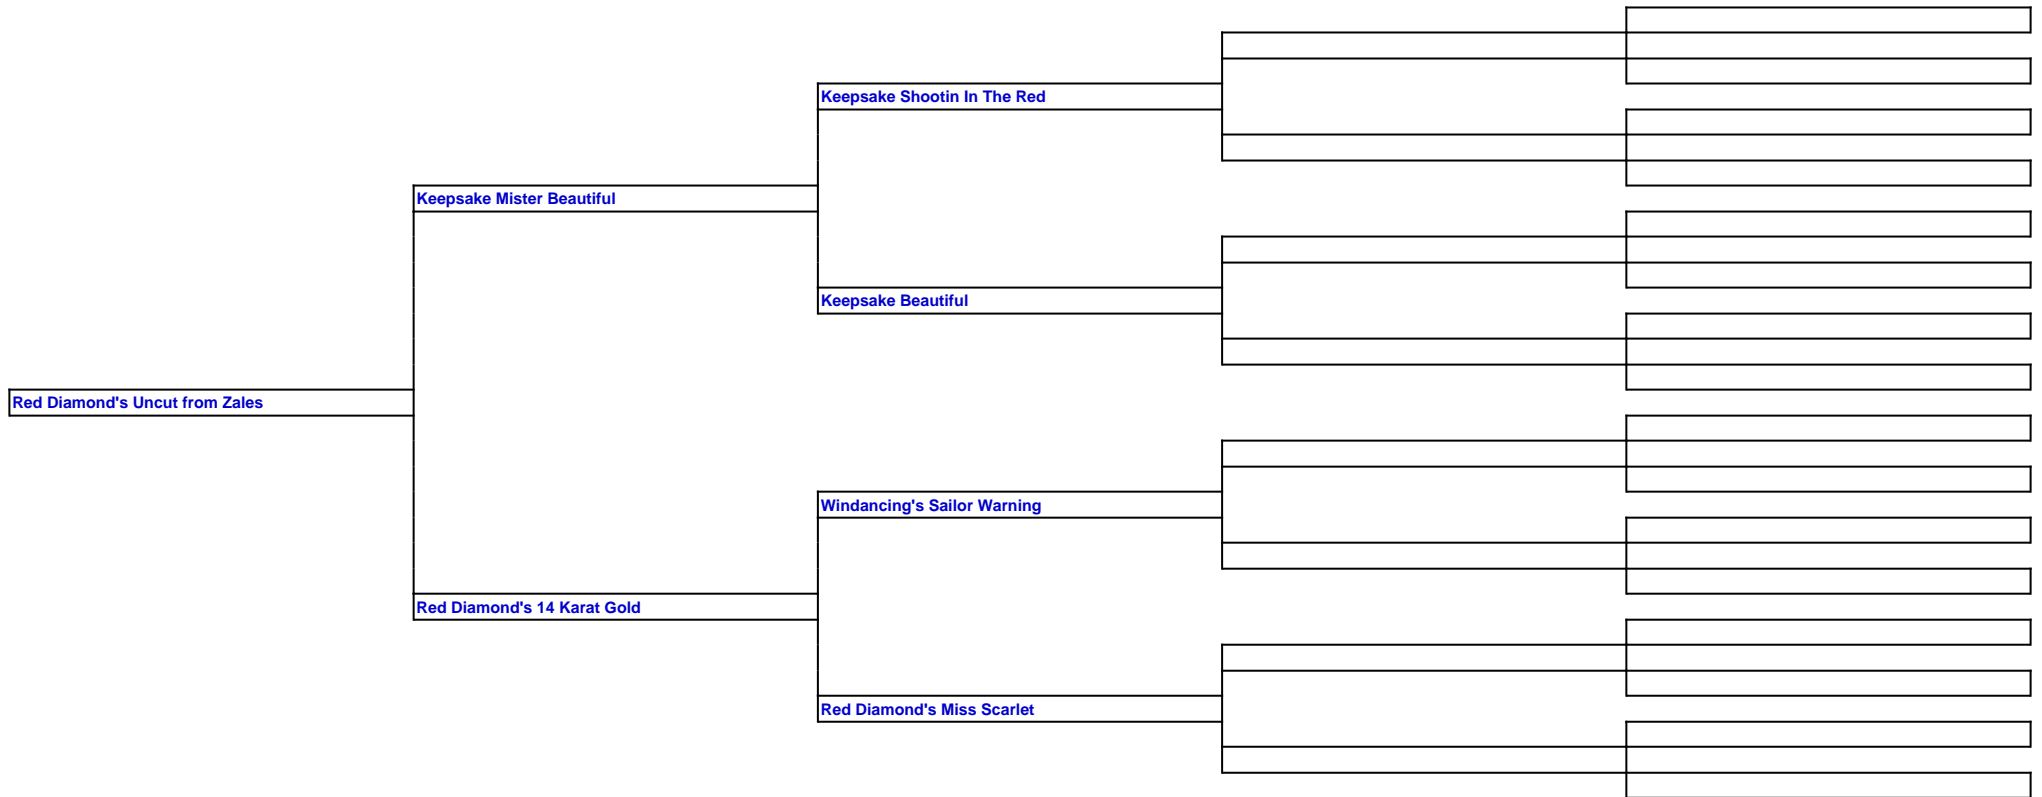 Keepsake Shootin In The Red
Keepsake Mister Beautiful
Keepsake Beautiful
Red Diamond's Uncut from Zales
Windancing's Sailor Warning
Red Diamond's 14 Karat Gold
Red Diamond's Miss Scarlet